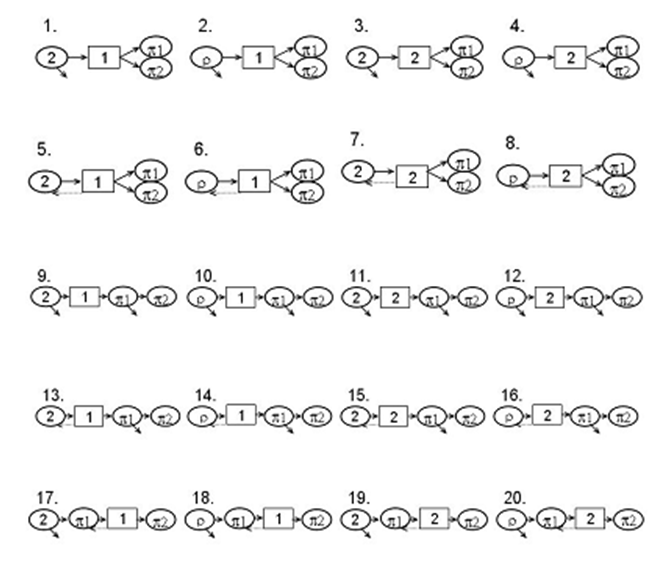 1. 2. 3. 4.
2 1 π1 ρ 1 π1 2 2 π1 ρ 2 π1
π2 π2 π2 π2
5. 6. 7. 8.
2 1 π1 ρ 1 π1 2 2 π1 ρ 2 π1
π2 π2 π2 π2
9. 10. 11. 12.
2 1 π1 π2 ρ 1 π1 π2 2 2 π1 π2 ρ 2 π1 π2
13. 14. 15. 16.
2 1 π1 π2 ρ 1 π1 π2 2 2 π1 π2 ρ 2 π1 π2
17. 18. 19. 20.
2 π1 1 π2 ρ π1 1 π2 2 π1 2 π2 ρ π1 2 π2